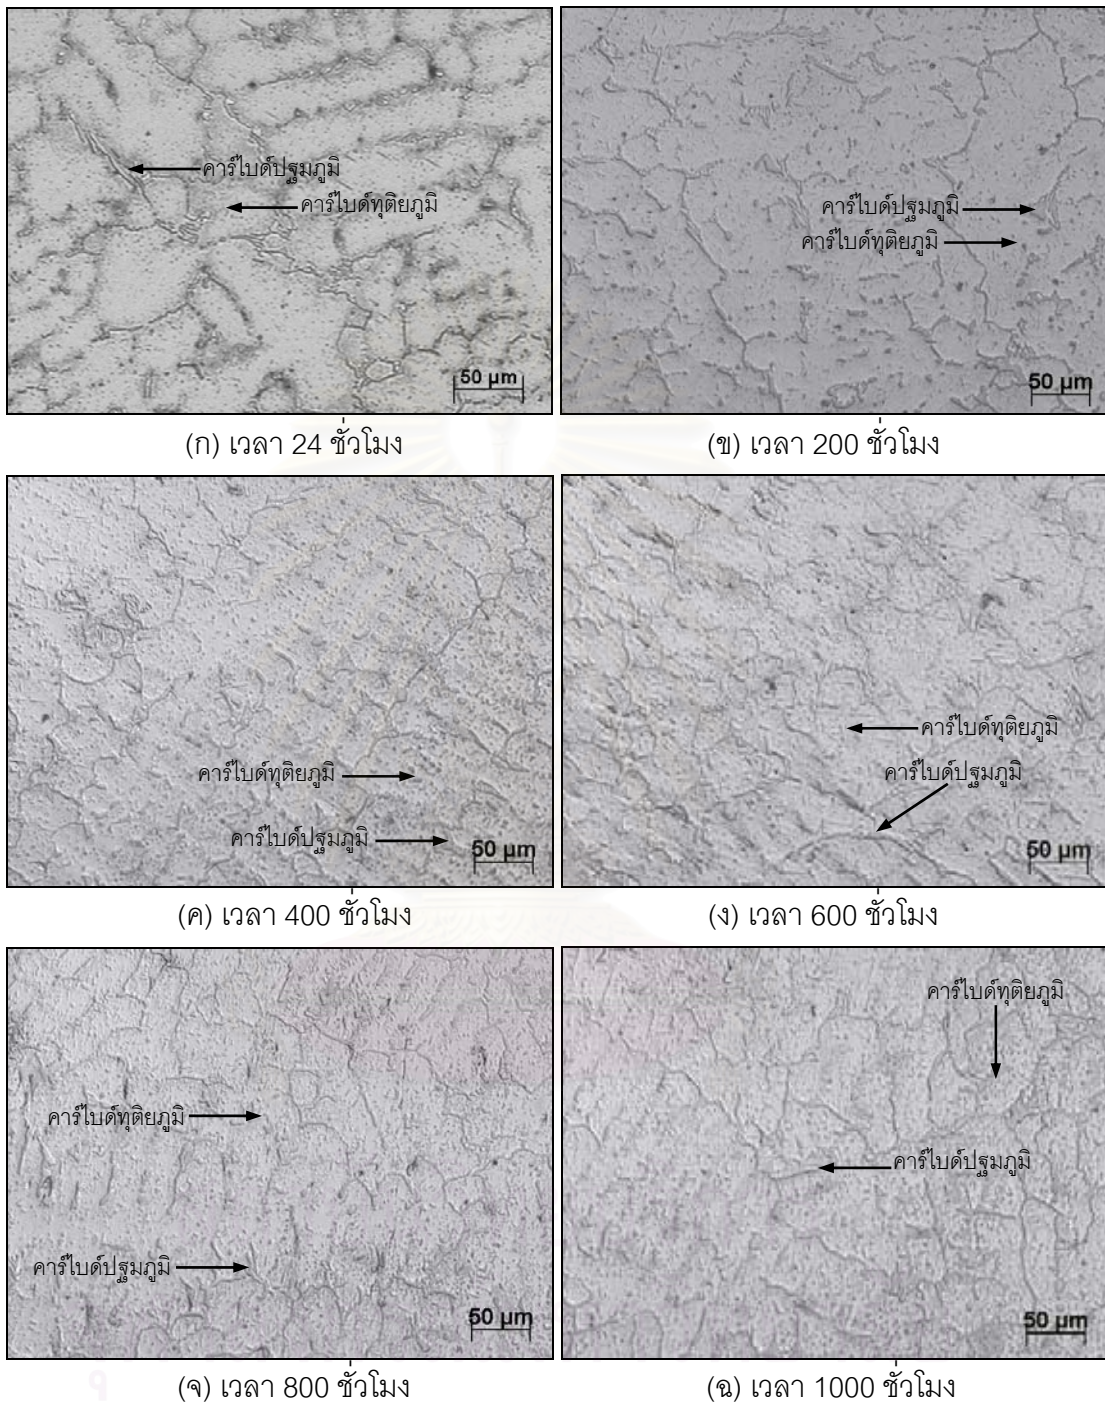 คาร์ไบด์ปฐมภูมิ
คาร์ไบด์ทุติยภูมิ
50 µm
คาร์ไบด์ปฐมภูมิ
คาร์ไบด์ทุติยภูมิ
50 µm
(ก) เวลา 24 ชั่วโมง
(ข) เวลา 200 ชั่วโมง
คาร์ไบด์ทุติยภูมิ
คาร์ไบด์ปฐมภูมิ
50 µm
คาร์ไบด์ทุติยภูมิ
คาร์ไบด์ปฐมภูมิ
50 µm
(ค) เวลา 400 ชั่วโมง
(ง) เวลา 600 ชั่วโมง
คาร์ไบด์ทุติยภูมิ
คาร์ไบด์ปฐมภูมิ
50 µm
คาร์ไบด์ทุติยภูมิ
คาร์ไบด์ปฐมภูมิ
50 µm
(จ) เวลา 800 ชั่วโมง
(ฉ) เวลา 1000 ชั่วโมง